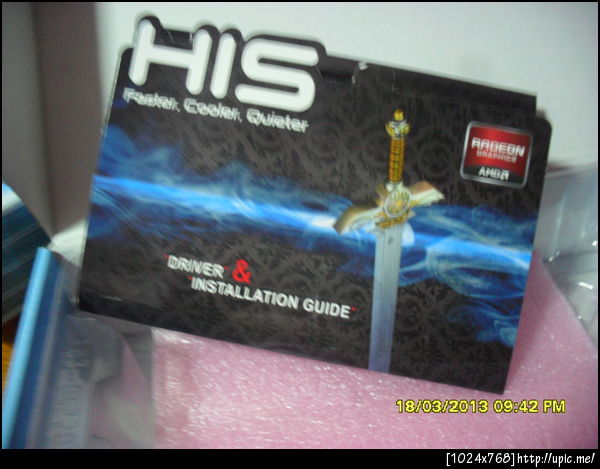 HIS
Faster, Cooler, Quieter
RADEON
GRAPHICS
AMD
DRIVER &
INSTALLATION GUIDE
18/03/2013 09:42 PM
[1024x768]http://upic.me/